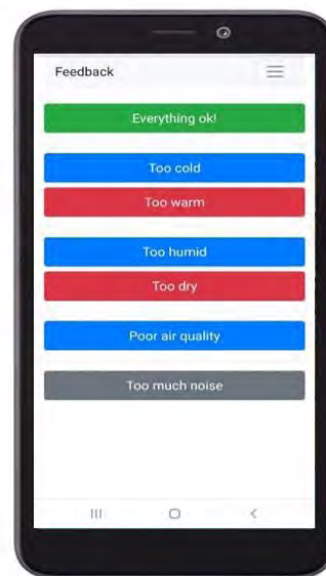 Feedback
Everything ok!
Too cold
Too warm
Too humid
Too dry
Poor air quality
Too much noise